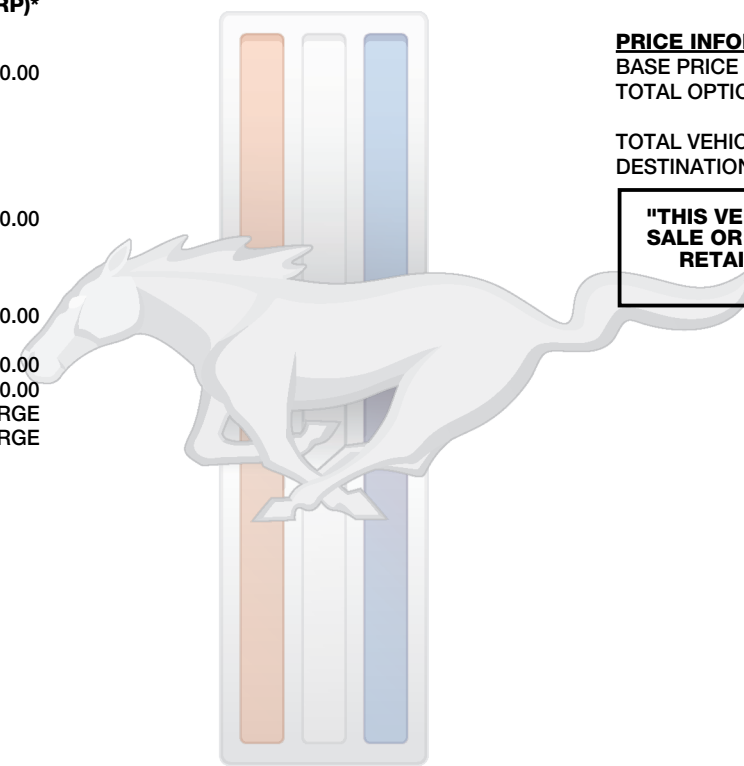 RP)*
0.00
0.00
0.00
0.00
0.00
RGE
RGE
PRICE INFO
BASE PRICE
TOTAL OPTIO
TOTAL VEHIC
DESTINATION
"THIS VE
SALE OR
RETAI